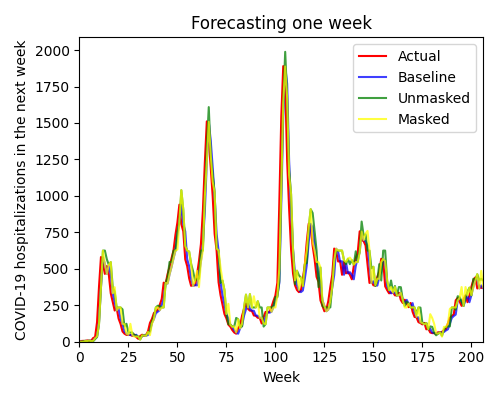 Forecasting one week
COVID-19 hospitalizations in the next week
2000
1750
1500
1250
1000
750
500
250
0
Actual
Baseline
Unmasked
Masked
0 25 50 75 100 125 150 175 200
Week